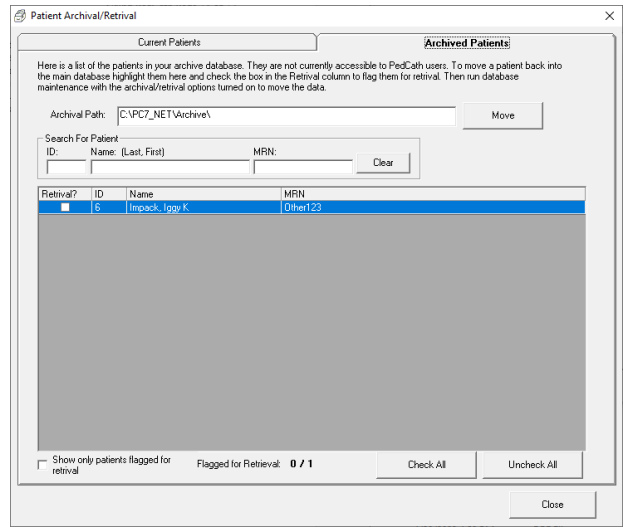 Patient Archival/Retrival
Current Patients
Archived Patients
Here is a list of the patients in your archive database. They are not currently accessible to PedCath users. To move a patient back into
the main database highlight them here and check the box in the Retrival column to flag them for retrival. Then run database
maintenance with the archival/retrival options turned on to move the data.
Archival Path: C:\PC7_NET\Archive\ Move
Search For Patient
ID: Name: (Last, First) MRN:
Clear
Retrival? ID Name MRN
6 Impack, Iggy K Other123
Show only patients flagged for
retrival
Flagged for Retrieval: 0 / 1
Check All
Uncheck All
Close